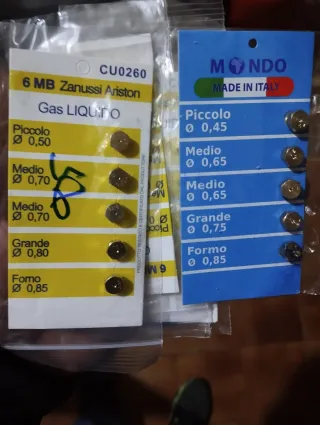 CU0260
6 MB Zanussi Ariston
Gas LIQUIDO
Piccolo
Ø 0,50
Medio
Ø 0,70
Medio
Ø 0,70
Grande
Ø 0,80
Forno
Ø 0,85
MONDO
MADE IN ITALY
Piccolo
Ø 0,45
Medio
Ø 0,65
Medio
Ø 0,65
Grande
Ø 0,75
Formo
Ø 0,85